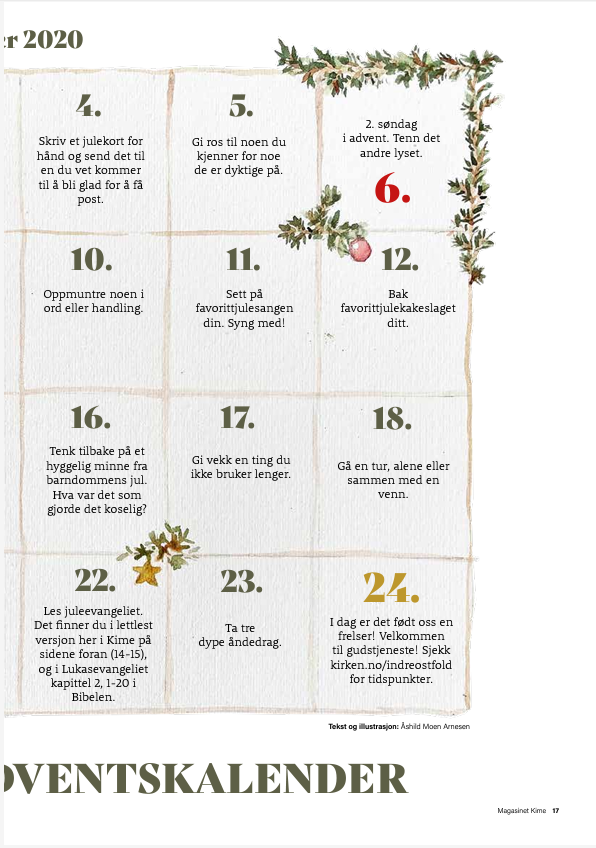 er 2020
4.
Skriv et julekort for
hånd og send det til
en du vet kommer
til å bli glad for å få
post.
5.
Gi ros til noen du
kjenner for noe
de er dyktige på.
2. søndag
i advent. Tenn det
andre lyset.
6.
10.
Oppmuntre noen i
ord eller handling.
11.
Sett på
favorittjulesangen
din. Syng med!
12.
Bak
favorittjulekakeslaget
ditt.
16.
Tenk tilbake på et
hyggelig minne fra
barndommens jul.
Hva var det som
gjorde det koselig?
17.
Gi vekk en ting du
ikke bruker lenger.
18.
Gå en tur, alene eller
sammen med en
venn.
22.
Les juleevangeliet.
Det finner du i lettlest
versjon her i Kime på
sidene foran (14-15),
og i Lukasevangeliet
kapittel 2, 1-20 i
Bibelen.
23.
Ta tre
dype åndedrag.
24.
I dag er det født oss en
frelser! Velkommen
til gudstjeneste! Sjekk
kirken.no/indreostfold
for tidspunkter.
Tekst og illustrasjon: Åshild Moen Arnesen
DVENTSKALENDER
Magasinet Kime 17